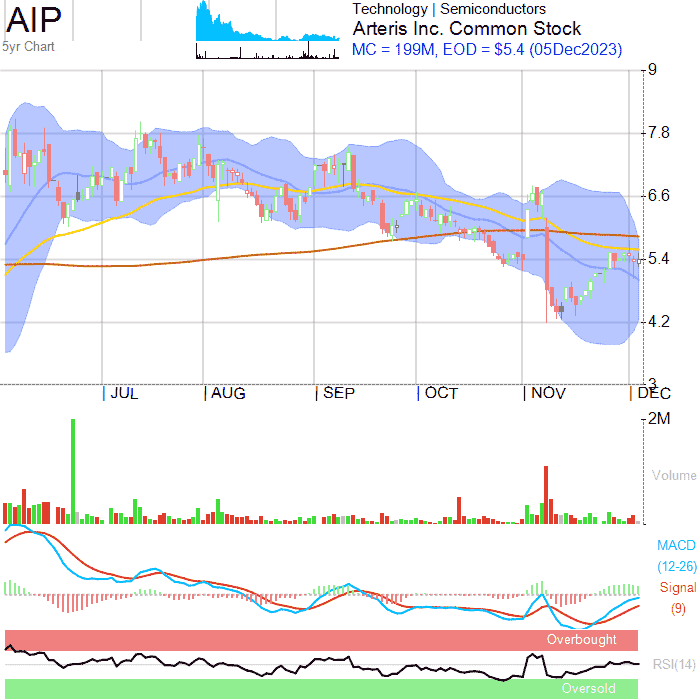 AIP
5yr Chart
Technology | Semiconductors
Arteris Inc. Common Stock
MC = 199M, EOD = $5.4 (05Dec2023)
9
7.8
6.6
5.4
4.2
3
JUL
AUG
SEP
OCT
NOV
DEC
2M
Volume
MACD
(12-26)
Signal
(9)
Overbought
RSI(14)
Oversold